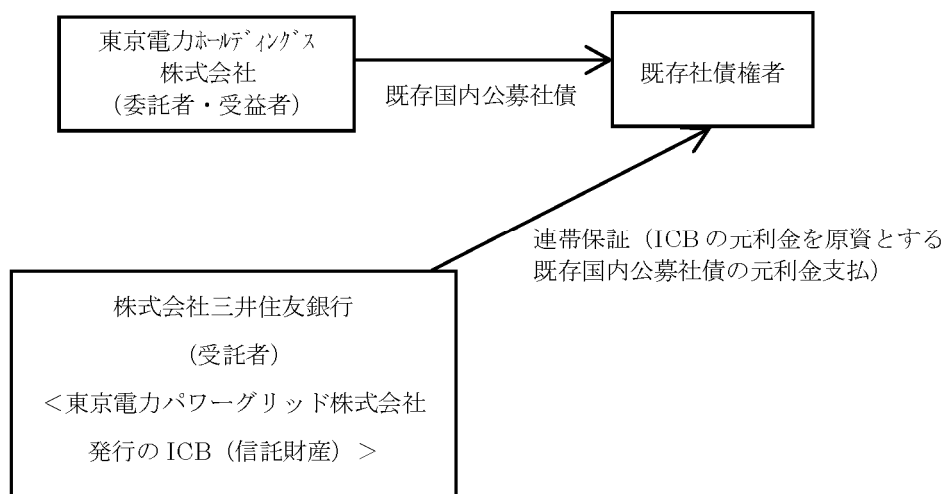 東京電力ﾎｰﾙﾃﾞｨﾝｸﾞｽ
株式会社
（委託者・受益者）
既存国内公募社債
既存社債権者
連帯保証（ICB の元利金を原資とする
既存国内公募社債の元利金支払）
株式会社三井住友銀行
（受託者）
＜東京電力パワーグリッド株式会社
発行の ICB（信託財産）＞